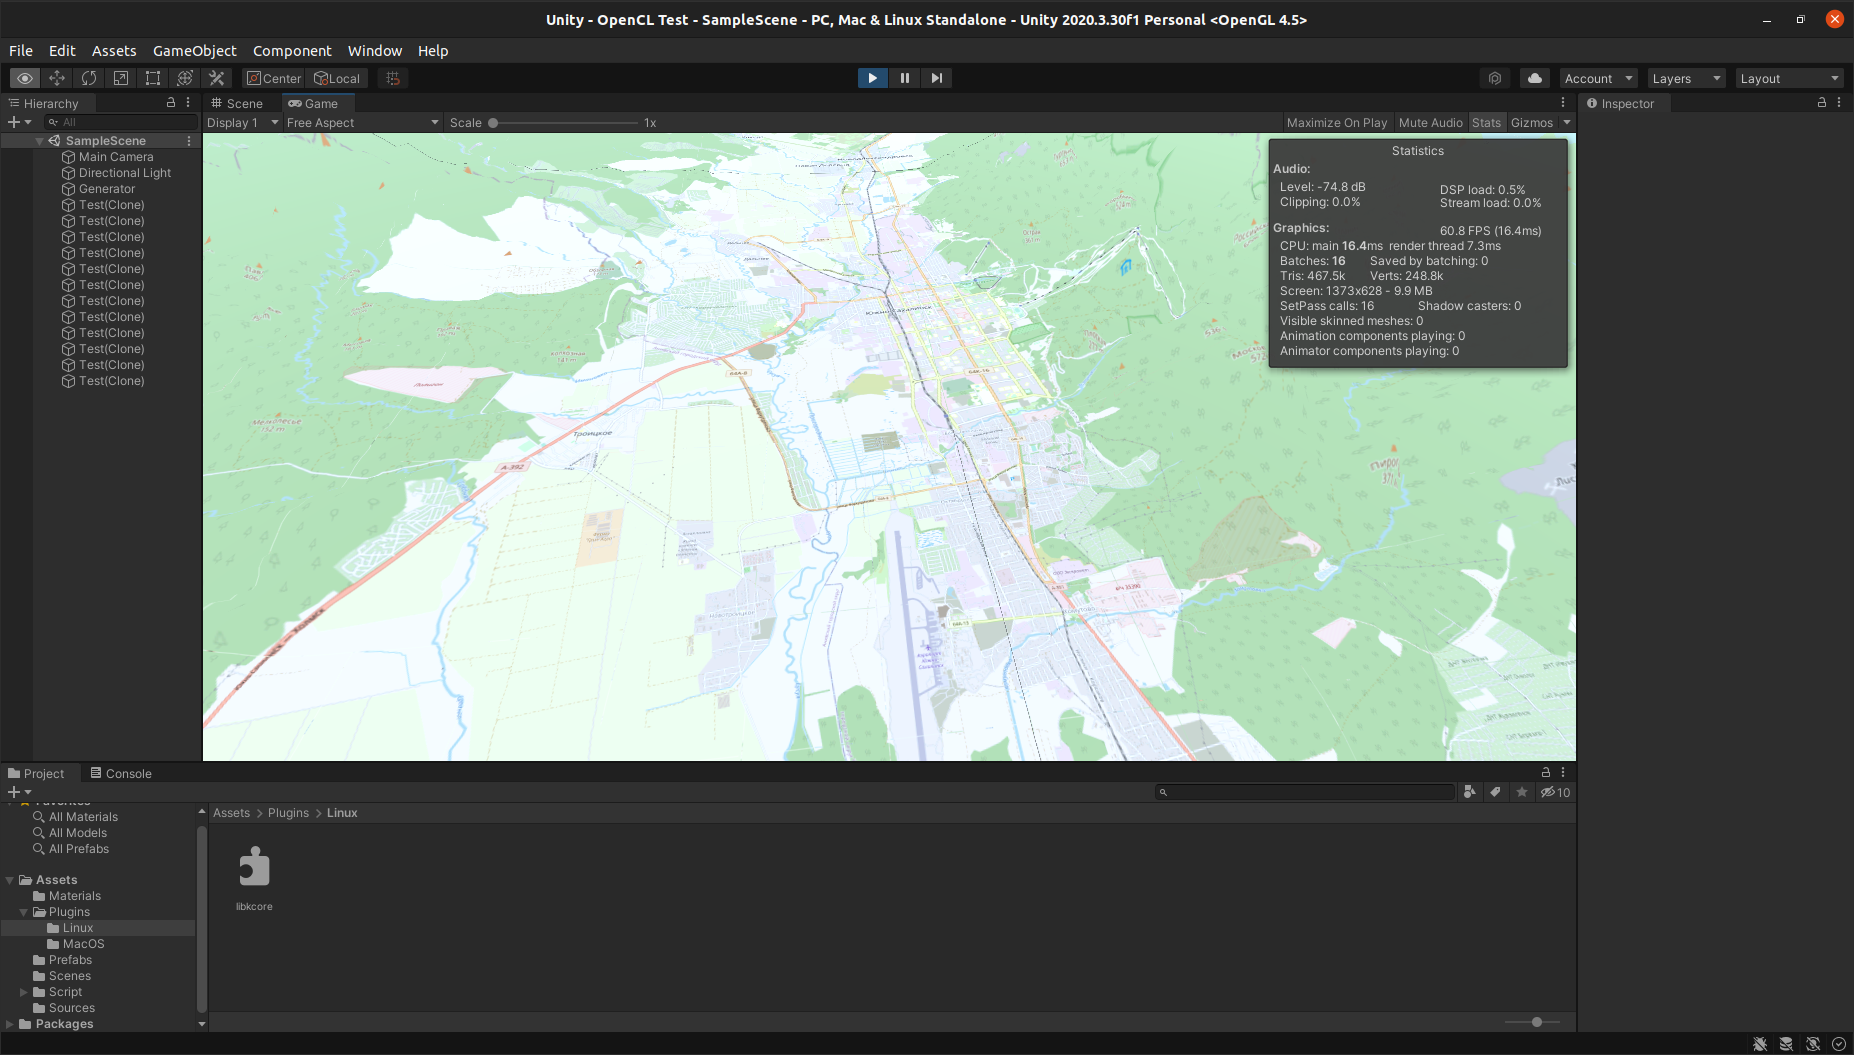 Unity - OpenCL Test - SampleScene - PC, Mac & Linux Standalone - Unity 2020.3.30f1 Personal <OpenGL 4.5>
File Edit Assets GameObject Component Window Help
Center Local Account Layers Layout
Hierarchy Scene Game Inspector
All Display 1 Free Aspect Scale 1x Maximize On Play Mute Audio Stats Gizmos
SampleScene
Main Camera
Directional Light
Generator
Test(Clone)
Test(Clone)
Test(Clone)
Test(Clone)
Test(Clone)
Test(Clone)
Test(Clone)
Test(Clone)
Test(Clone)
Test(Clone)
Test(Clone)
Test(Clone)
Statistics
Audio:
Level: -74.8 dB DSP load: 0.5%
Clipping: 0.0% Stream load: 0.0%
Graphics: 60.8 FPS (16.4ms)
CPU: main 16.4ms render thread 7.3ms
Batches: 16 Saved by batching: 0
Tris: 467.5k Verts: 248.8k
Screen: 1373x628 - 9.9 MB
SetPass calls: 16 Shadow casters: 0
Visible skinned meshes: 0
Animation components playing: 0
Animator components playing: 0
64K-8
64K-16
Троицкое
A-392
Project Console
10
Favorites
All Materials
All Models
All Prefabs
Assets
Materials
Plugins
Linux
MacOS
Prefabs
Scenes
Script
Sources
Packages
Assets > Plugins > Linux
libkcore